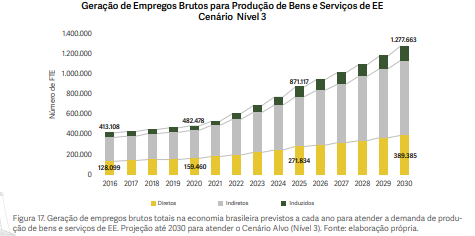 Geração de Empregos Brutos para Produção de Bens e Serviços de EE
Cenário Nível 3
Número de FTE
1.400.000
1.200.000
1.000.000
800.000
600.000
400.000
200.000
0
413.108
128.099
482.478
159.460
871.117
271.834
1.277.663
389.385
2016 2017 2018 2019 2020 2021 2022 2023 2024 2025 2026 2027 2028 2029 2030
Diretos Indiretos Induzidos
Figura 17. Geração de empregos brutos totais na economia brasileira previstos a cada ano para atender a demanda de produ-
ção de bens e serviços de EE. Projeção até 2030 para atender o Cenário Alvo (Nível 3). Fonte: elaboração própria.